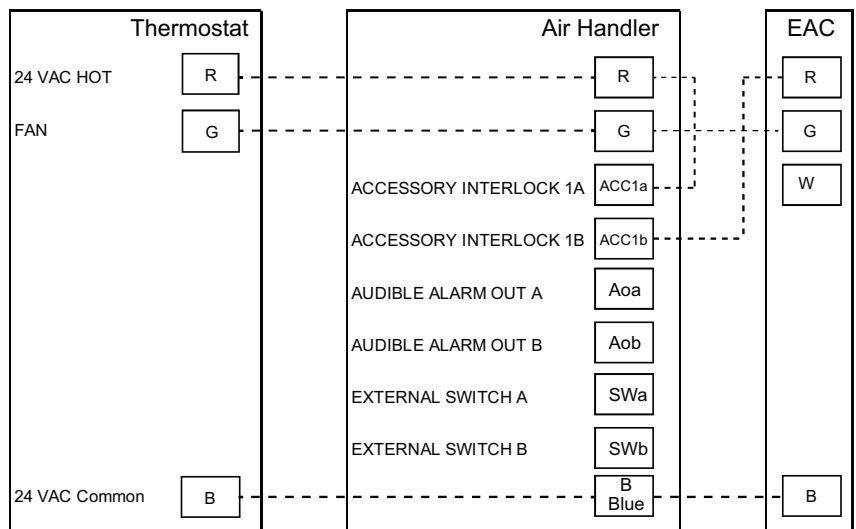 Thermostat Air Handler EAC
24 VAC HOT R R R
FAN G G G
ACCESSORY INTERLOCK 1A ACC1a W
ACCESSORY INTERLOCK 1B ACC1b
AUDIBLE ALARM OUT A Aoa
AUDIBLE ALARM OUT B Aob
EXTERNAL SWITCH A SWa
EXTERNAL SWITCH B SWb
24 VAC Common B B Blue B